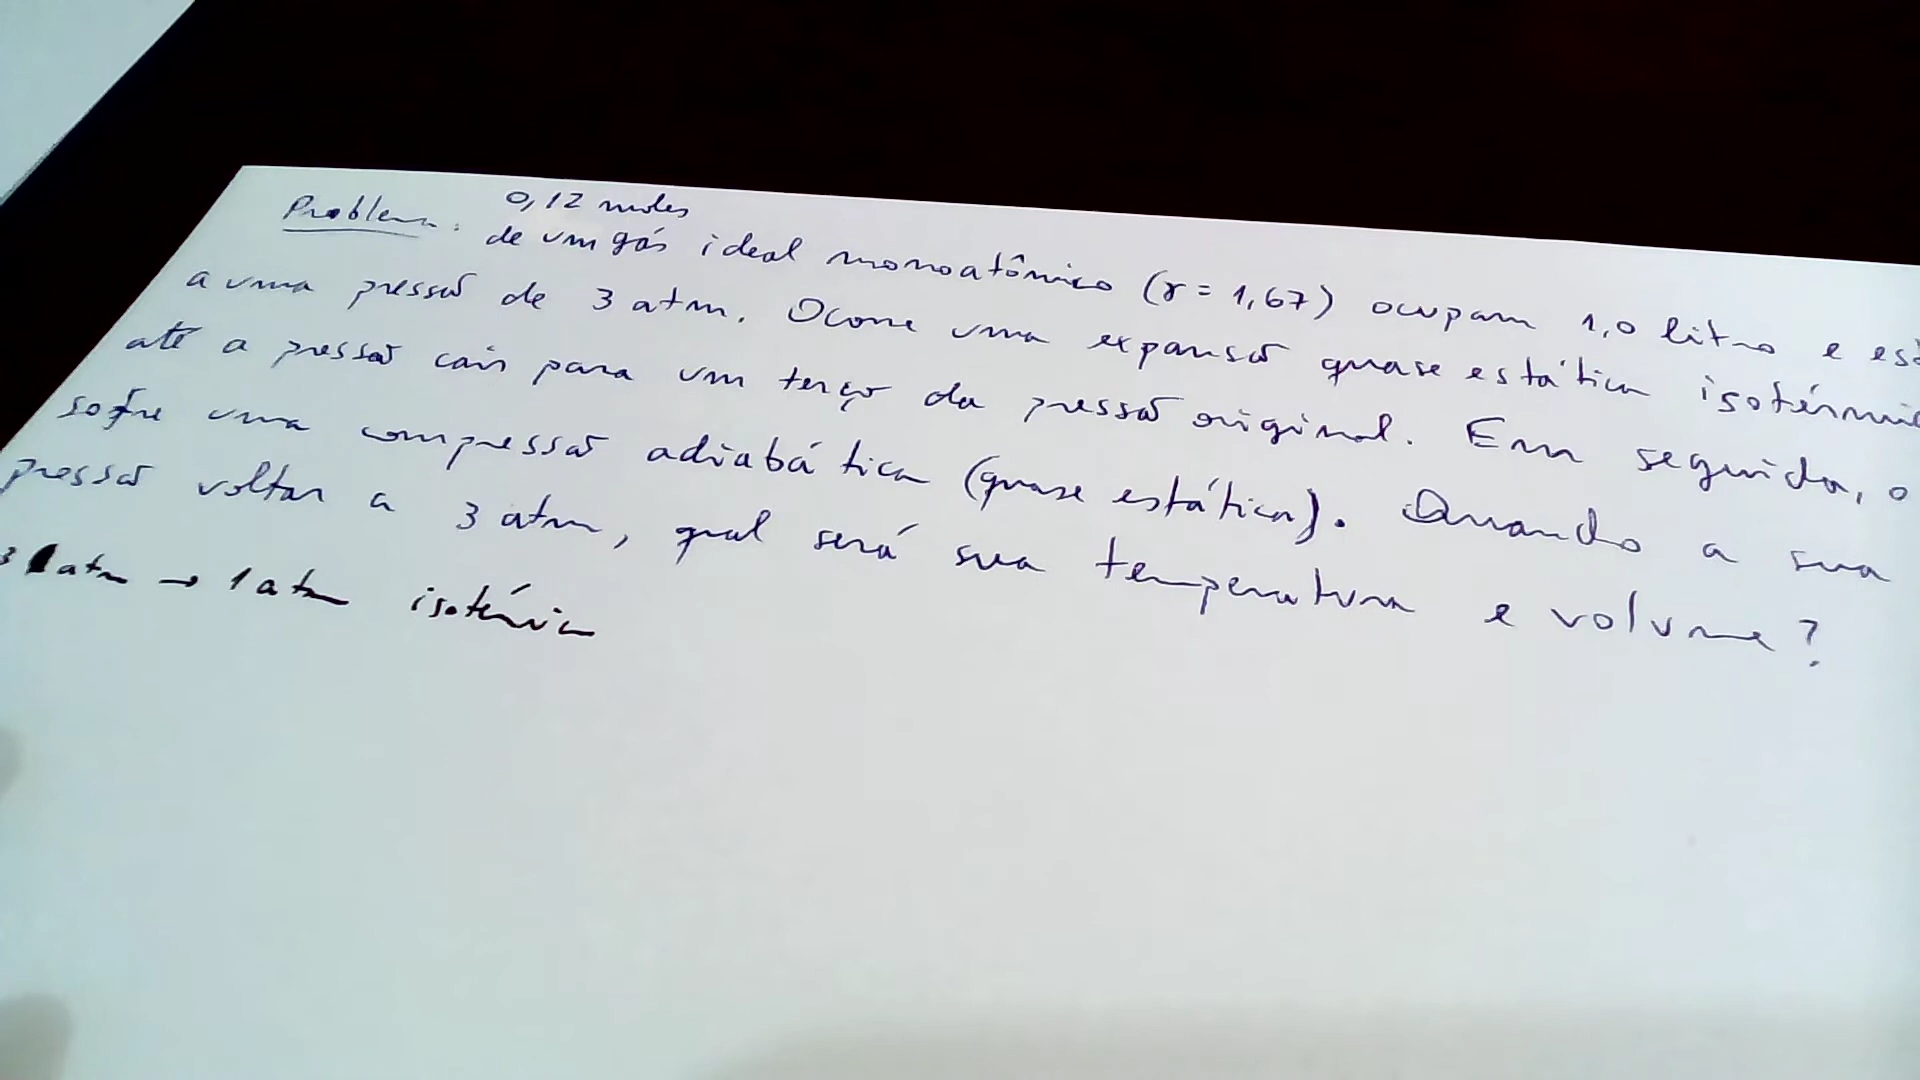 Problema: 0,12 moles
de um gás ideal monoatômico (γ = 1,67) ocupam 1,0 litro e
a uma pressão de 3 atm. Ocorre uma expansão quase estática
até a pressão cair para um terço da pressão original. Em seguida, o
sofre uma compressão adiabática (quase estática). Quando a sua
pressão voltar a 3 atm, qual será sua temperatura e volume?
3 atm → 1 atm isotérmica